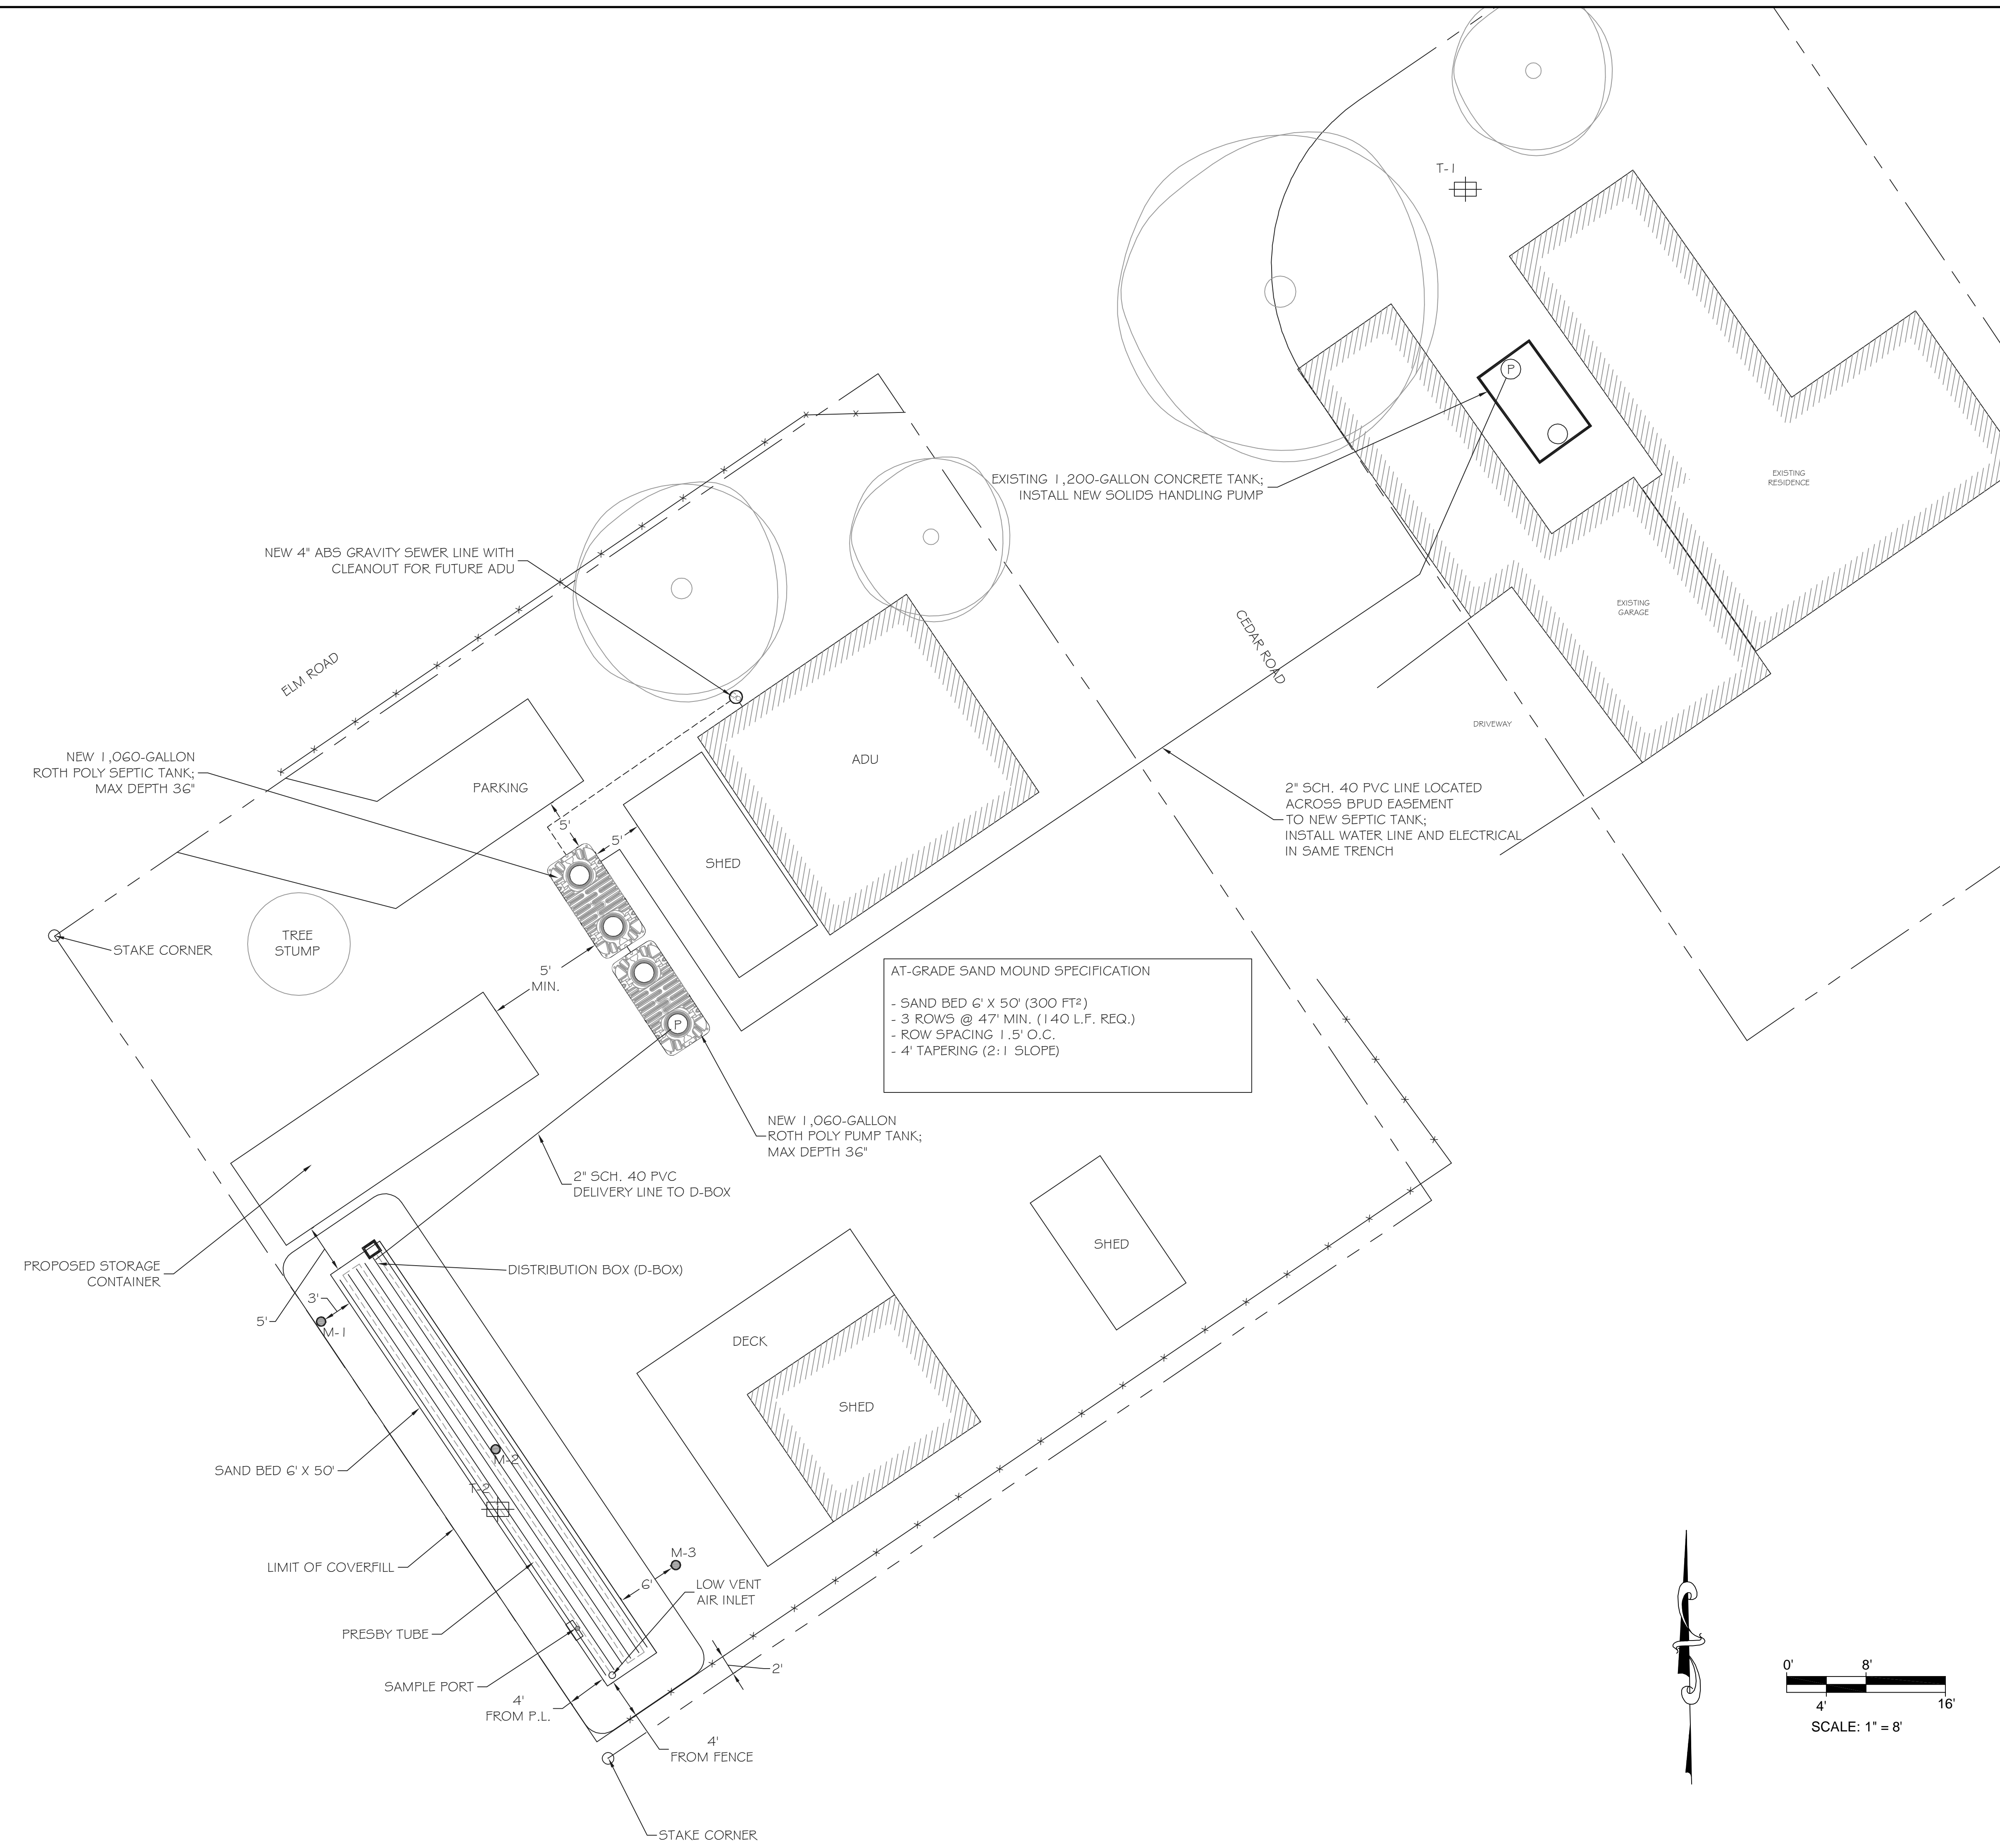 T-1
P
EXISTING 1,200-GALLON CONCRETE TANK;
INSTALL NEW SOLIDS HANDLING PUMP
EXISTING
RESIDENCE
NEW 4" ABS GRAVITY SEWER LINE WITH
CLEANOUT FOR FUTURE ADU
EXISTING
GARAGE
CEDAR ROAD
ELM ROAD
DRIVEWAY
NEW 1,060-GALLON
ROTH POLY SEPTIC TANK;
MAX DEPTH 36"
PARKING
ADU
2" SCH. 40 PVC LINE LOCATED
ACROSS BPUD EASEMENT
TO NEW SEPTIC TANK;
INSTALL WATER LINE AND ELECTRICAL
IN SAME TRENCH
5'
5'
SHED
STAKE CORNER
TREE
STUMP
5'
MIN.
P
AT-GRADE SAND MOUND SPECIFICATION
- SAND BED 6' X 50' (300 FT²)
- 3 ROWS @ 47' MIN. (140 L.F. REQ.)
- ROW SPACING 1.5' O.C.
- 4' TAPERING (2:1 SLOPE)
NEW 1,060-GALLON
ROTH POLY PUMP TANK;
MAX DEPTH 36"
2" SCH. 40 PVC
DELIVERY LINE TO D-BOX
SHED
PROPOSED STORAGE
CONTAINER
DISTRIBUTION BOX (D-BOX)
3'
5'
M-1
DECK
SHED
M-2
SAND BED 6' X 50'
T-2
LIMIT OF COVERFILL
M-3
6'
LOW VENT
AIR INLET
PRESBY TUBE
2'
SAMPLE PORT
4'
FROM P.L.
4'
FROM FENCE
STAKE CORNER
0'
8'
4'
16'
SCALE: 1" = 8'